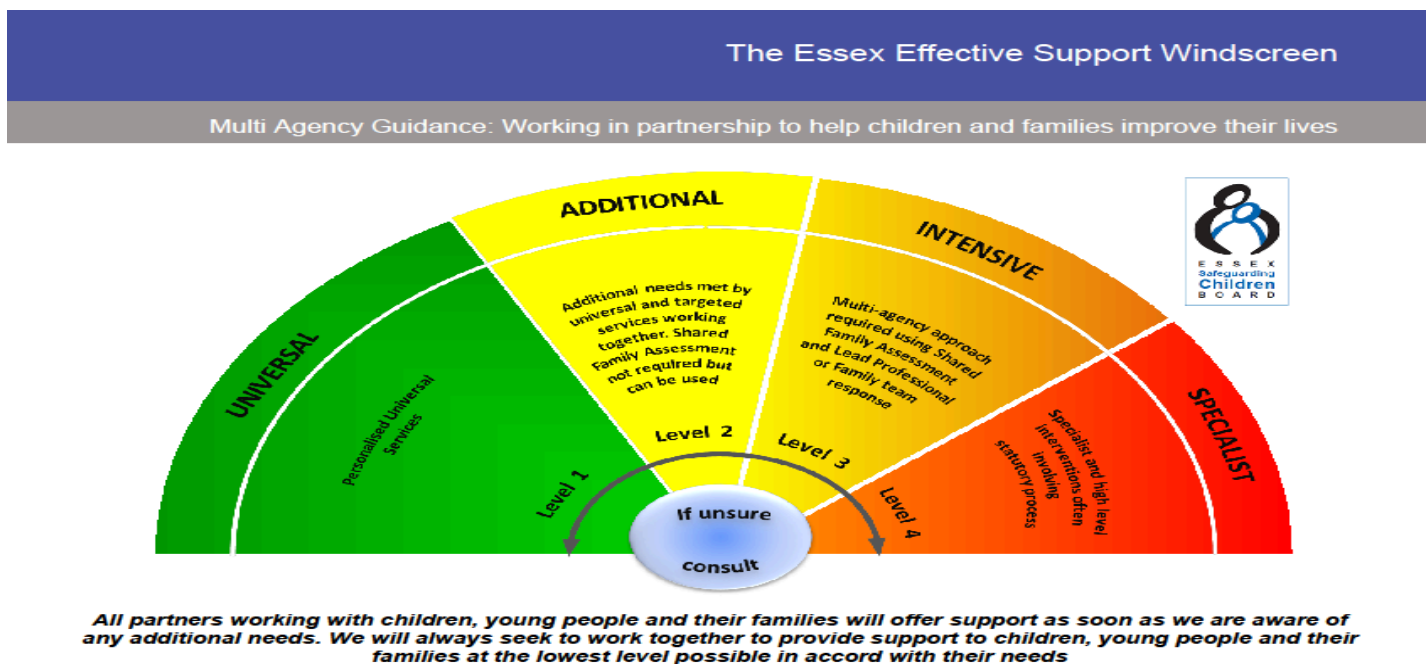 The Essex Effective Support Windscreen
Multi Agency Guidance: Working in partnership to help children and families improve their lives
UNIVERSAL
Personalised Universal
Services
Level 1
ADDITIONAL
Additional needs met by
universal and targeted
services working
together. Shared
Family Assessment
not required but
can be used
Level 2
INTENSIVE
Multi-agency approach
required using Shared
Family Assessment
and Lead Professional
or Family team
response
Level 3
SPECIALIST
Specialist and high level
interventions often
involving
statutory process
Level 4
If unsure
consult
ESSEX
Safeguarding
Children
BOARD
All partners working with children, young people and their families will offer support as soon as we are aware of
any additional needs. We will always seek to work together to provide support to children, young people and their
families at the lowest level possible in accord with their needs